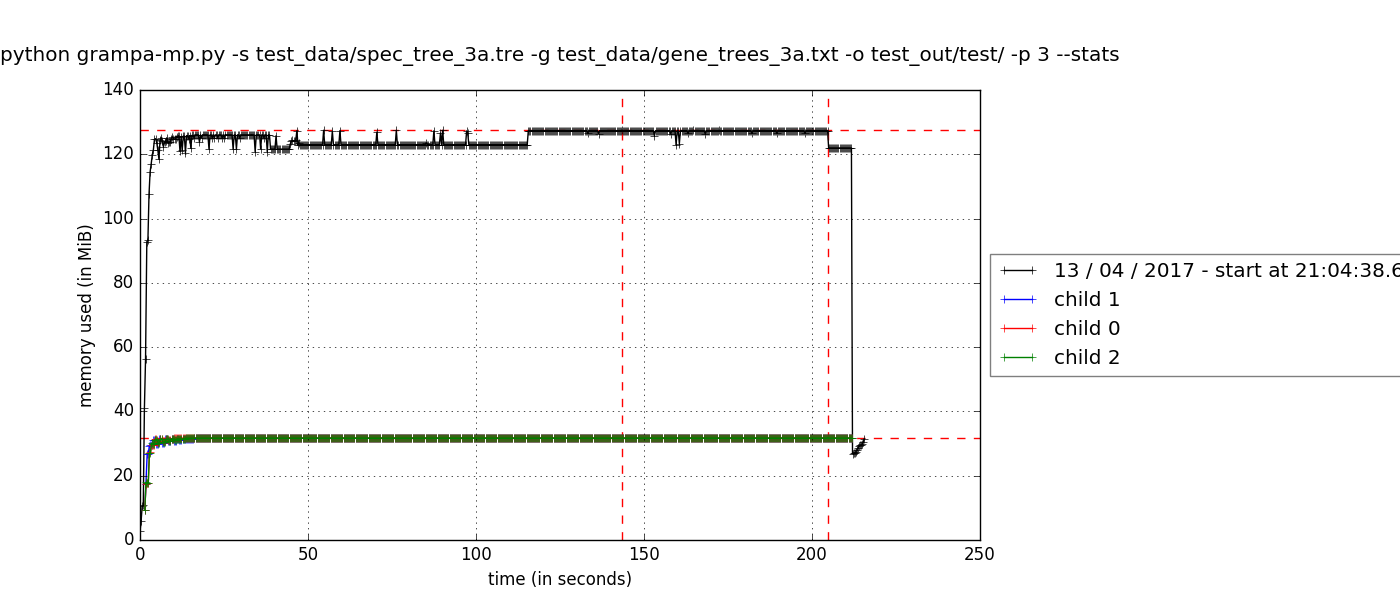 python grampa-mp.py -s test_data/spec_tree_3a.tre -g test_data/gene_trees_3a.txt -o test_out/test/ -p 3 --stats
140
120
100
80
60
40
20
0
memory used (in MiB)
0 50 100 150 200 250
time (in seconds)
13 / 04 / 2017 - start at 21:04:38.6
child 1
child 0
child 2